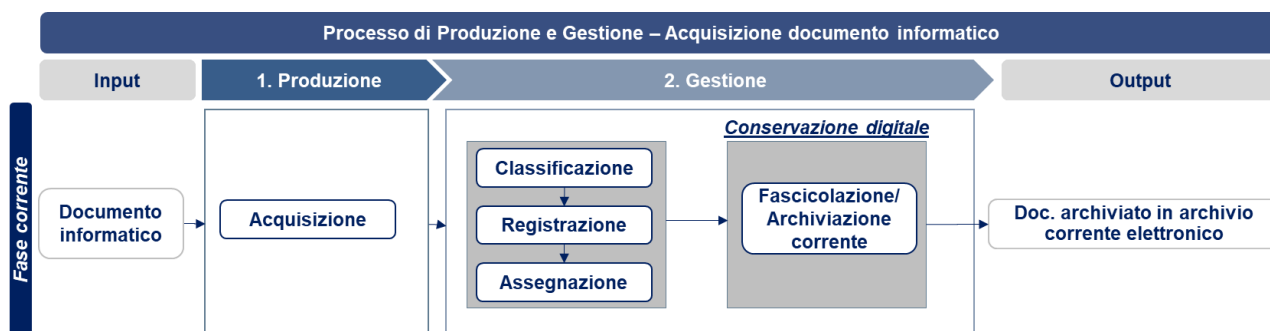 Processo di Produzione e Gestione – Acquisizione documento informatico
Input
1. Produzione
2. Gestione
Output
Fase corrente
Documento
informatico
Acquisizione
Classificazione
Registrazione
Assegnazione
Conservazione digitale
Fascicolazione/
Archiviazione
corrente
Doc. archiviato in archivio
corrente elettronico